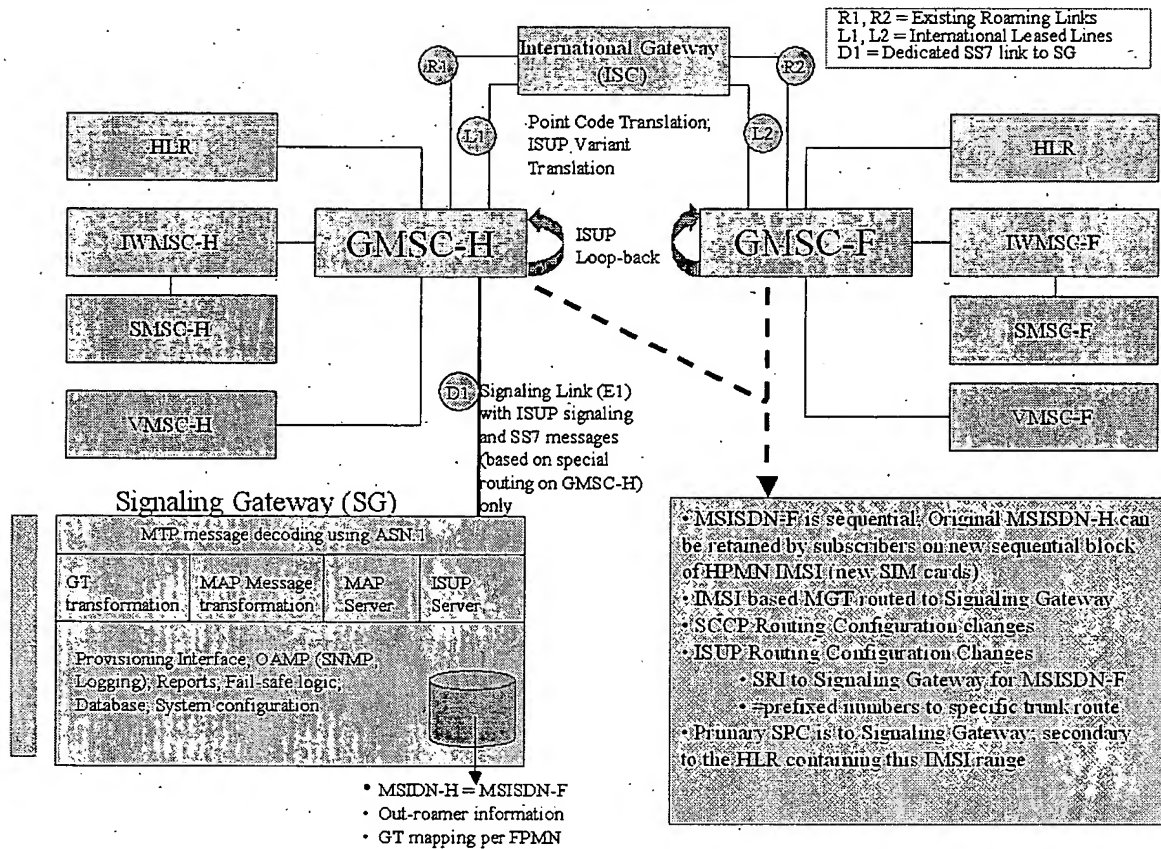 R1, R2 = Existing Roaming Links
L1, L2 = International Leased Lines
D1 = Dedicated SS7 link to SG
International Gateway
(ISC)
R1
R2
L1
L2
Point Code Translation;
ISUP Variant
Translation
HLR
HLR
IWMSC-H
GMSC-H
ISUP
Loop-back
GMSC-F
IWMSC-F
SMSC-H
SMSC-F
VMSC-H
VMSC-F
D1
Signaling Link (E1)
with ISUP signaling
and SS7 messages
(based on special
routing on GMSC-H)
only
Signaling Gateway (SG)
MTP message decoding using ASN.1
GT
transformation
MAP Message
transformation
MAP
Server
ISUP
Server
Provisioning Interface, OAMP (SNMP,
Logging), Reports, Fail-safe logic,
Database, System configuration
• MSIDN-H = MSISDN-F
• Out-roamer information
• GT mapping per FPMN
• MSISDN-F is sequential. Original MSISDN-H can
be retained by subscribers on new sequential block
of HPMN IMSI (new SIM cards)
• IMSI based MGT routed to Signaling Gateway
• SCCP Routing Configuration changes
• ISUP Routing Configuration Changes
• SRI to Signaling Gateway for MSISDN-F
• =prefixed numbers to specific trunk route
• Primary SPC is to Signaling Gateway, secondary
to the HLR containing this IMSI range